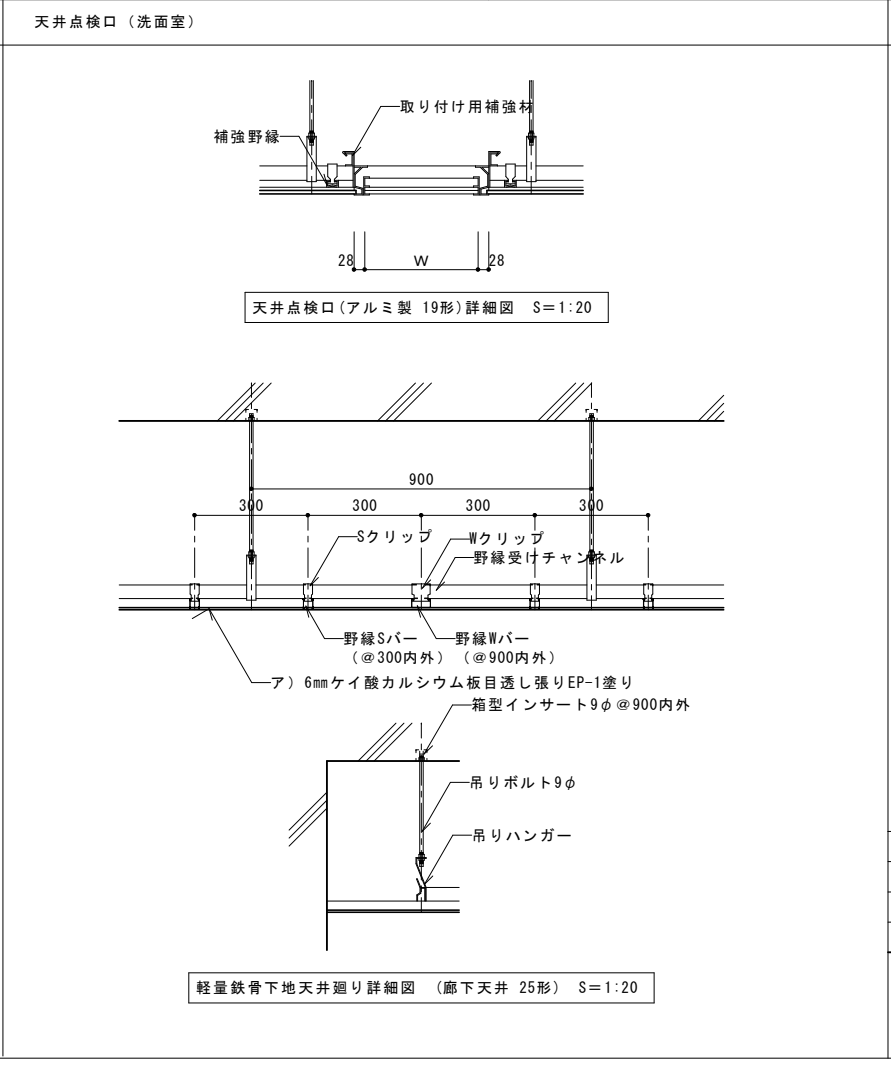 天井点検口（洗面室）
取り付け用補強材
補強野縁
28 W 28
天井点検口(アルミ製 19形)詳細図 S＝1:20
900
300 300 300 300
Sクリップ
Wクリップ
野縁受けチャンネル
野縁Sバー 野縁Wバー
（＠300内外）（＠900内外）
ア）6mmケイ酸カルシウム板目透し張りEP-1塗り
箱型インサート9φ＠900内外
吊りボルト9φ
吊りハンガー
軽量鉄骨下地天井廻り詳細図 （廊下天井 25形） S＝1:20